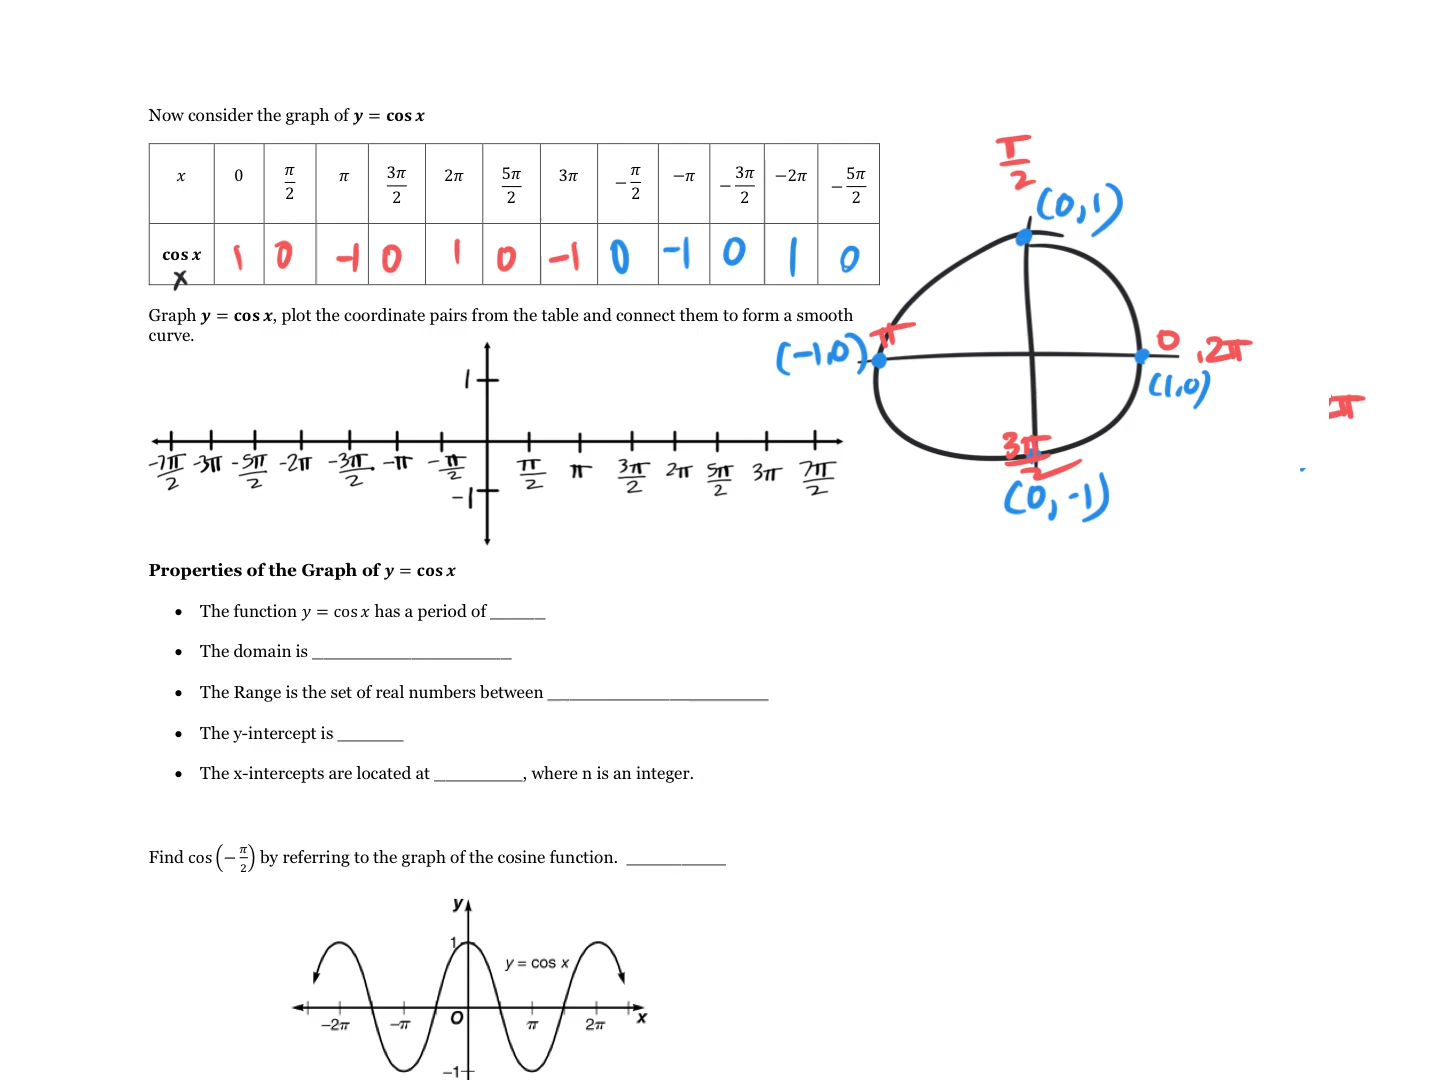 Now consider the graph of y = cos x
x 0 π/2 π 3π/2 2π 5π/2 3π −π/2 −π −3π/2 −2π −5π/2
cos x 1 0 -1 0 1 0 -1 0 -1 0 1 0
x
Graph y = cos x, plot the coordinate pairs from the table and connect them to form a smooth
curve.
π/2
(0,1)
(-1,0) π
0 ,2π
(1,0)
3π/2
(0,-1)
π
1
-7π/2 -3π -5π/2 -2π -3π/2 -π -π/2 π/2 π 3π/2 2π 5π/2 3π 7π/2
-1
Properties of the Graph of y = cos x
• The function y = cos x has a period of ______
• The domain is ______________________
• The Range is the set of real numbers between ________________________
• The y-intercept is _______
• The x-intercepts are located at __________, where n is an integer.
Find cos (−π/2) by referring to the graph of the cosine function. ___________
y
1
y = cos x
−2π −π O π 2π x
−1